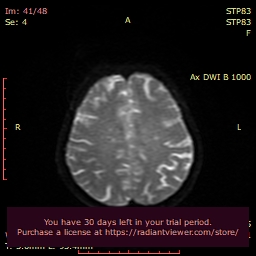 Im: 41/48
Se: 4
A
STP83
STP83
F
Ax DWI B 1000
R
L
You have 30 days left in your trial period.
Purchase a license at https://radiantviewer.com/store/